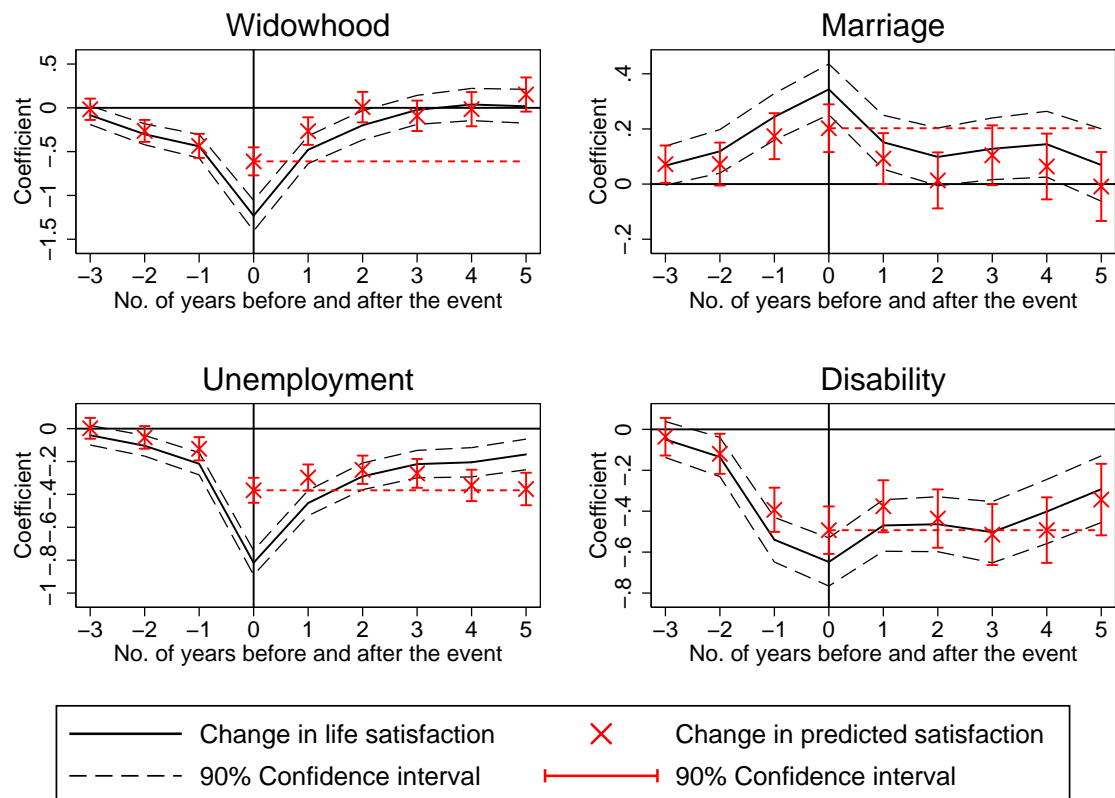 Widowhood
Coefficient
.5
0
-.5
-1
-1.5
−3 −2 −1 0 1 2 3 4 5
No. of years before and after the event
Marriage
Coefficient
.4
.2
0
-.2
−3 −2 −1 0 1 2 3 4 5
No. of years before and after the event
Unemployment
Coefficient
0
-.2
-.4
-.6
-.8
-1
−3 −2 −1 0 1 2 3 4 5
No. of years before and after the event
Disability
Coefficient
0
-.2
-.4
-.6
-.8
−3 −2 −1 0 1 2 3 4 5
No. of years before and after the event
Change in life satisfaction
Change in predicted satisfaction
90% Confidence interval
90% Confidence interval